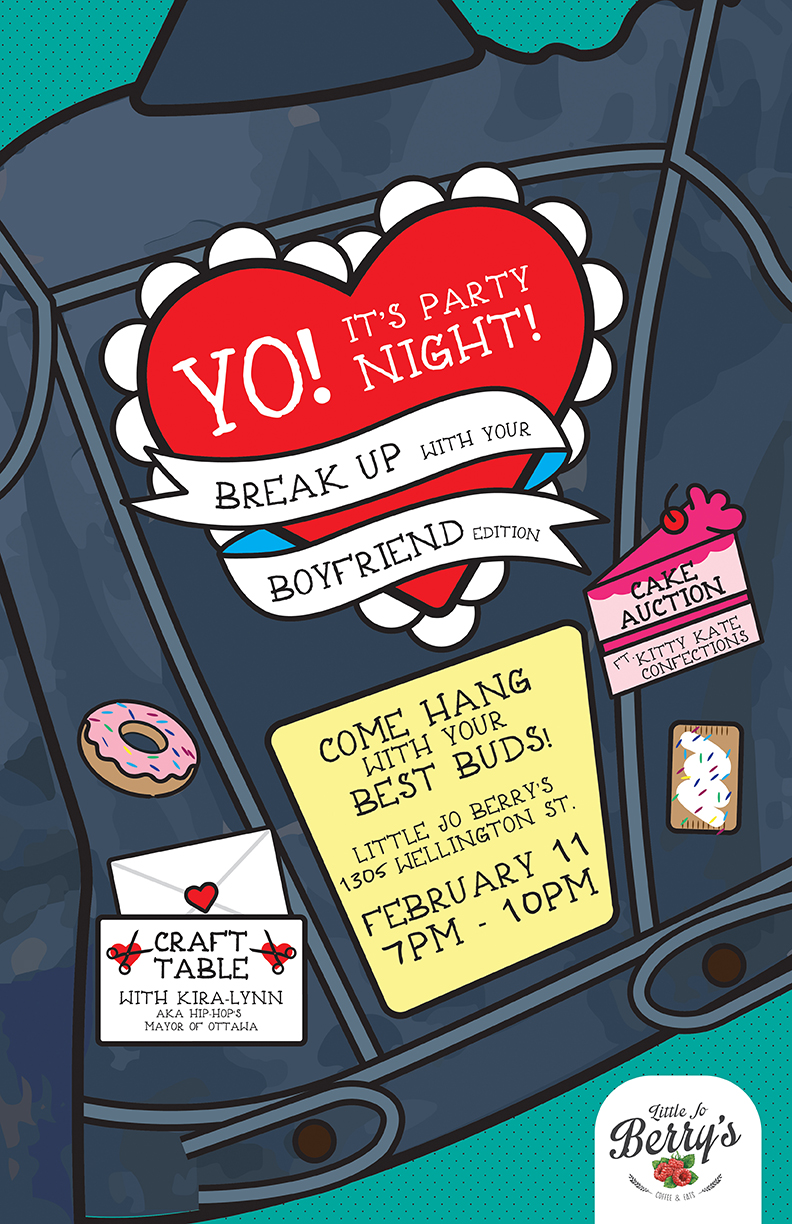 YO! IT'S PARTY
NIGHT!
BREAK UP WITH YOUR
BOYFRIEND EDITION
CAKE
AUCTION
FT. KITTY KATE
CONFECTIONS
COME HANG
WITH YOUR
BEST BUDS!
LITTLE JO BERRY'S
1305 WELLINGTON ST.
FEBRUARY 11
7PM - 10PM
CRAFT
TABLE
WITH KIRA-LYNN
AKA HIP-HOP'S
MAYOR OF OTTAWA
Little Jo
Berry's
COFFEE & EATS